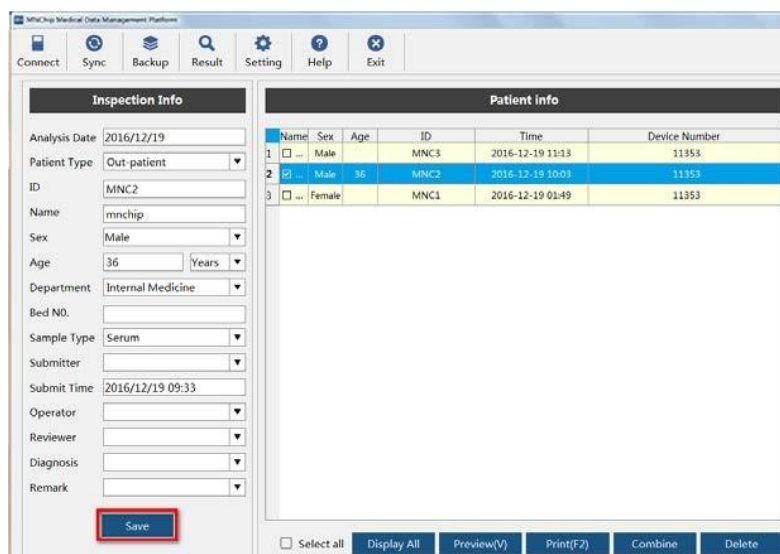 MNChip Medical Data Management Platform
Connect Sync Backup Result Setting Help Exit
Inspection Info
Analysis Date 2016/12/19
Patient Type Out-patient
ID MNC2
Name mnchip
Sex Male
Age 36 Years
Department Internal Medicine
Bed N0.
Sample Type Serum
Submitter
Submit Time 2016/12/19 09:33
Operator
Reviewer
Diagnosis
Remark
Save
Patient info
Name Sex Age ID Time Device Number
1 ... Male MNC3 2016-12-19 11:13 11353
2 ... Male 36 MNC2 2016-12-19 10:03 11353
3 ... Female MNC1 2016-12-19 01:49 11353
Select all Display All Preview(V) Print(F2) Combine Delete